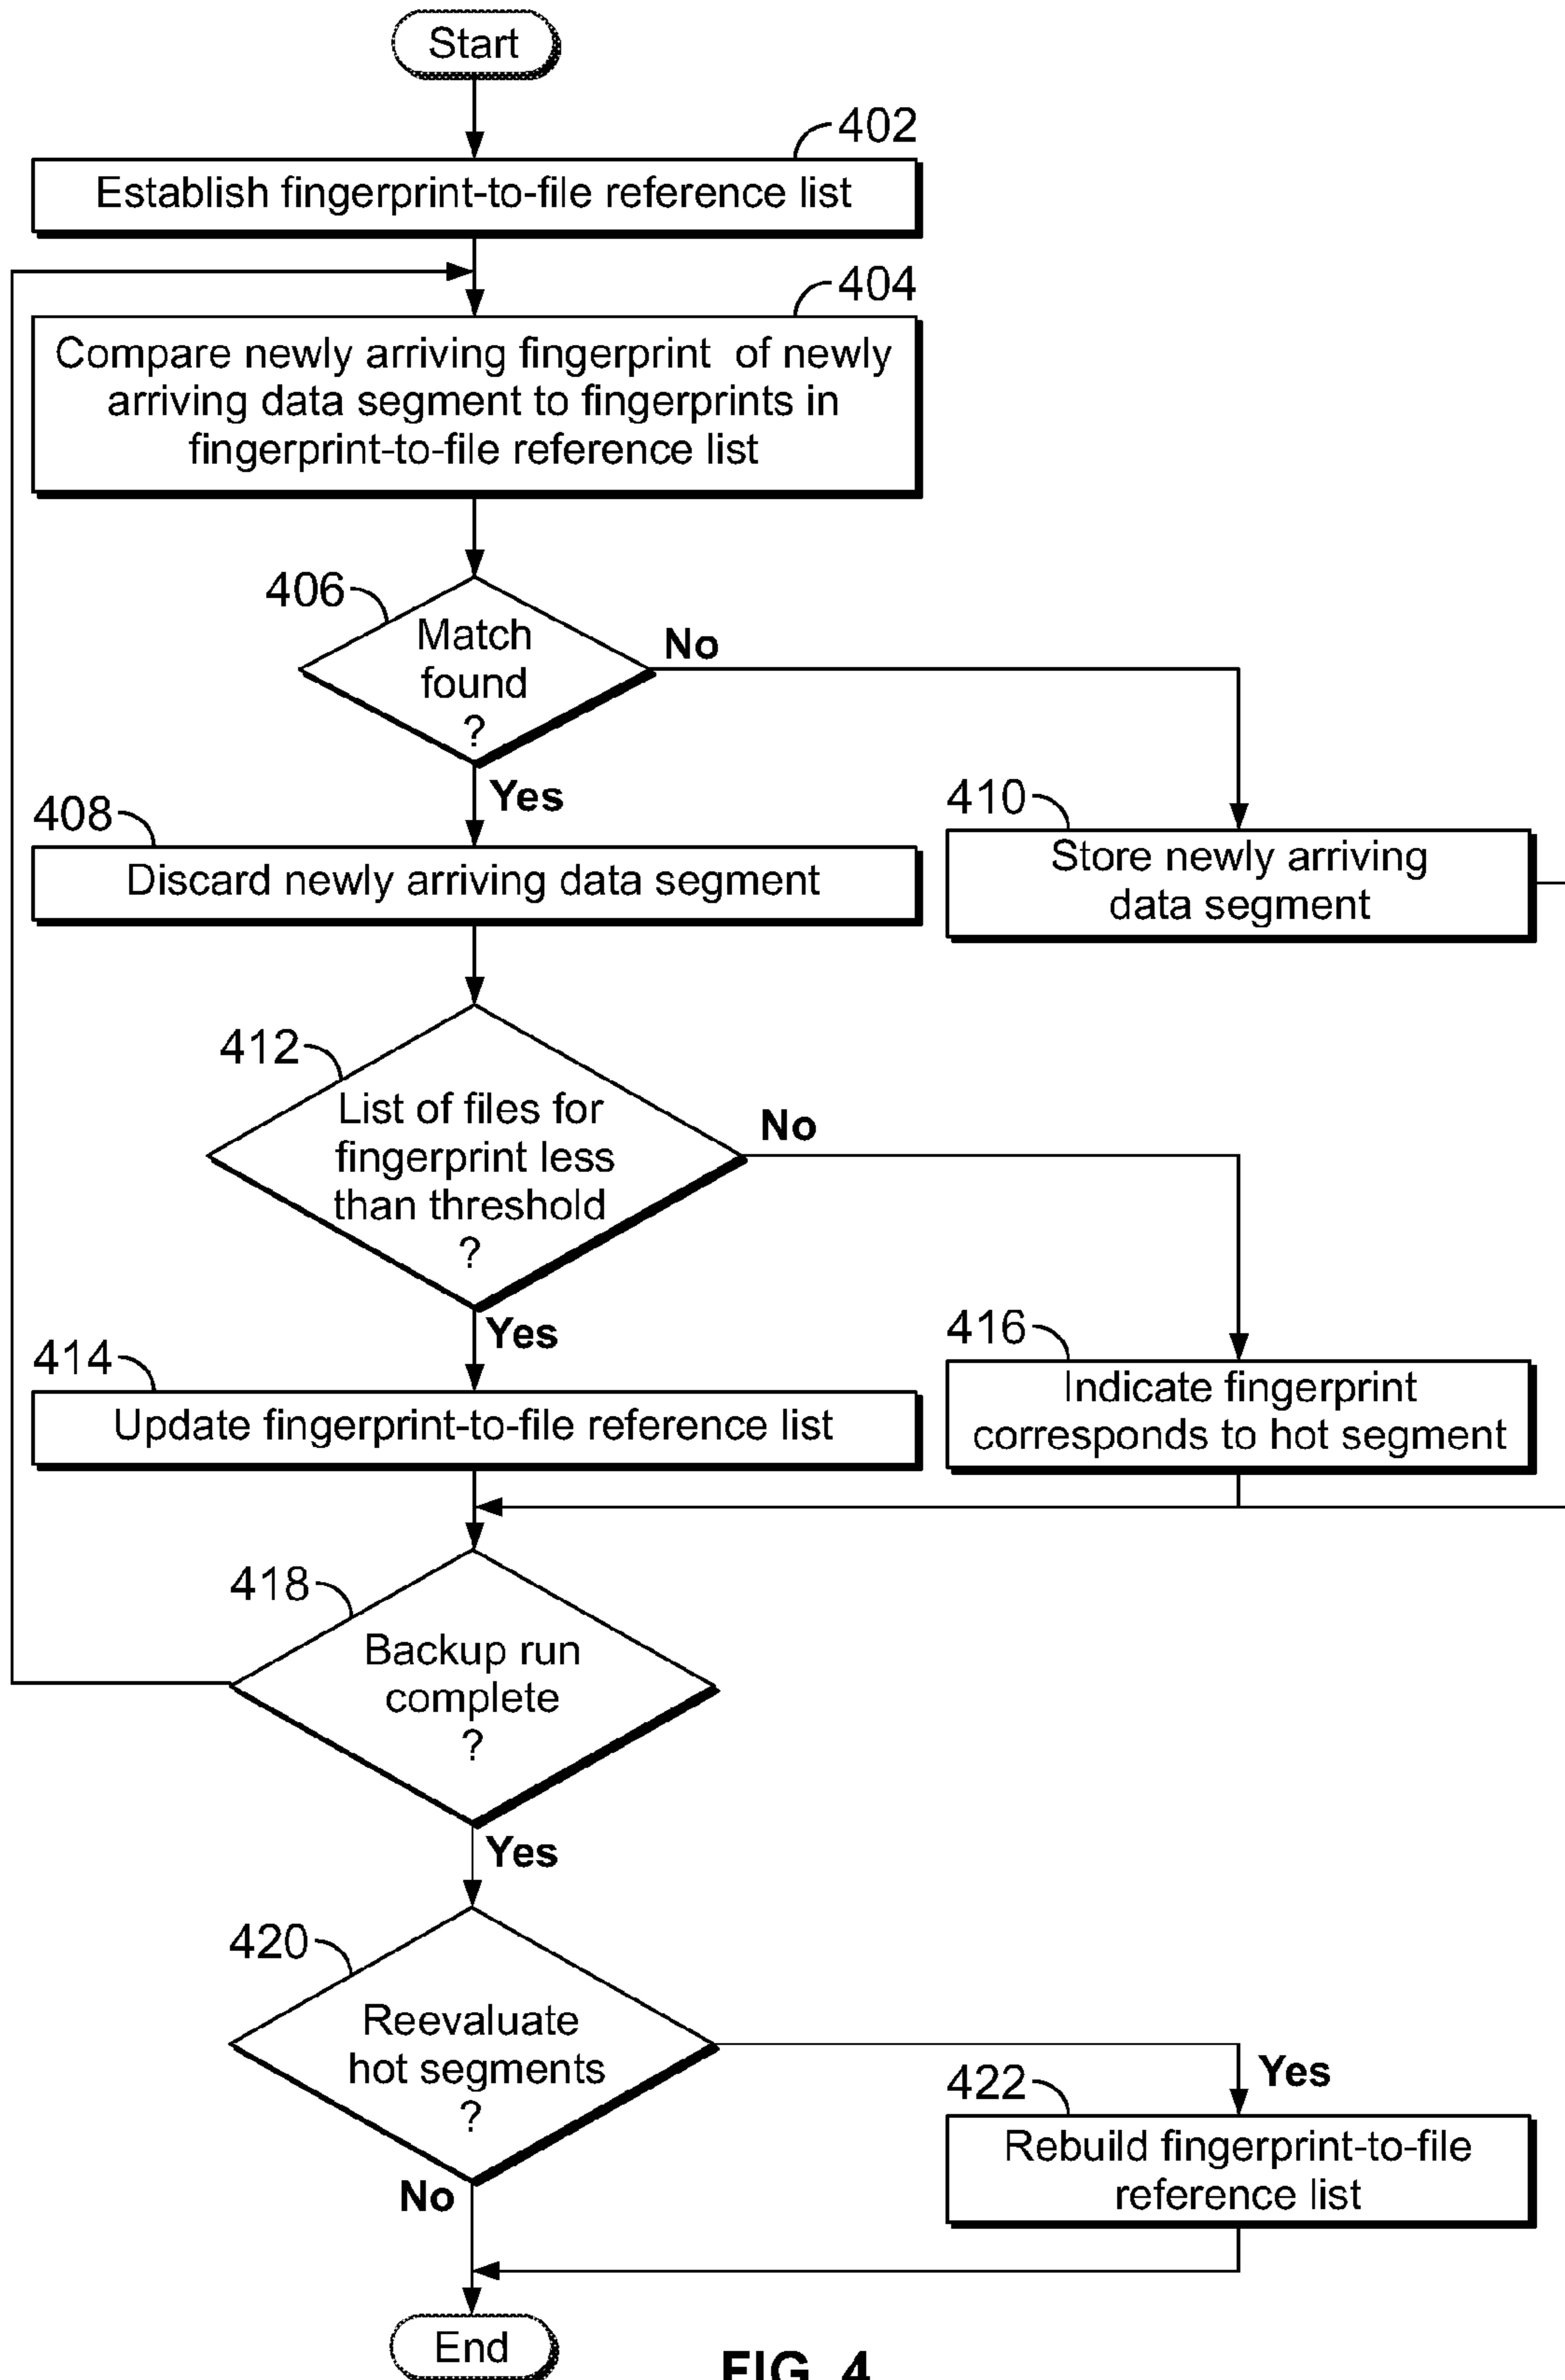 Start
402
Establish fingerprint-to-file reference list
404
Compare newly arriving fingerprint of newly
arriving data segment to fingerprints in
fingerprint-to-file reference list
406
Match
found
?
No
Yes
408
Discard newly arriving data segment
410
Store newly arriving
data segment
412
List of files for
fingerprint less
than threshold
?
No
Yes
414
Update fingerprint-to-file reference list
416
Indicate fingerprint
corresponds to hot segment
418
Backup run
complete
?
Yes
420
Reevaluate
hot segments
?
Yes
No
422
Rebuild fingerprint-to-file
reference list
End
FIG. 4